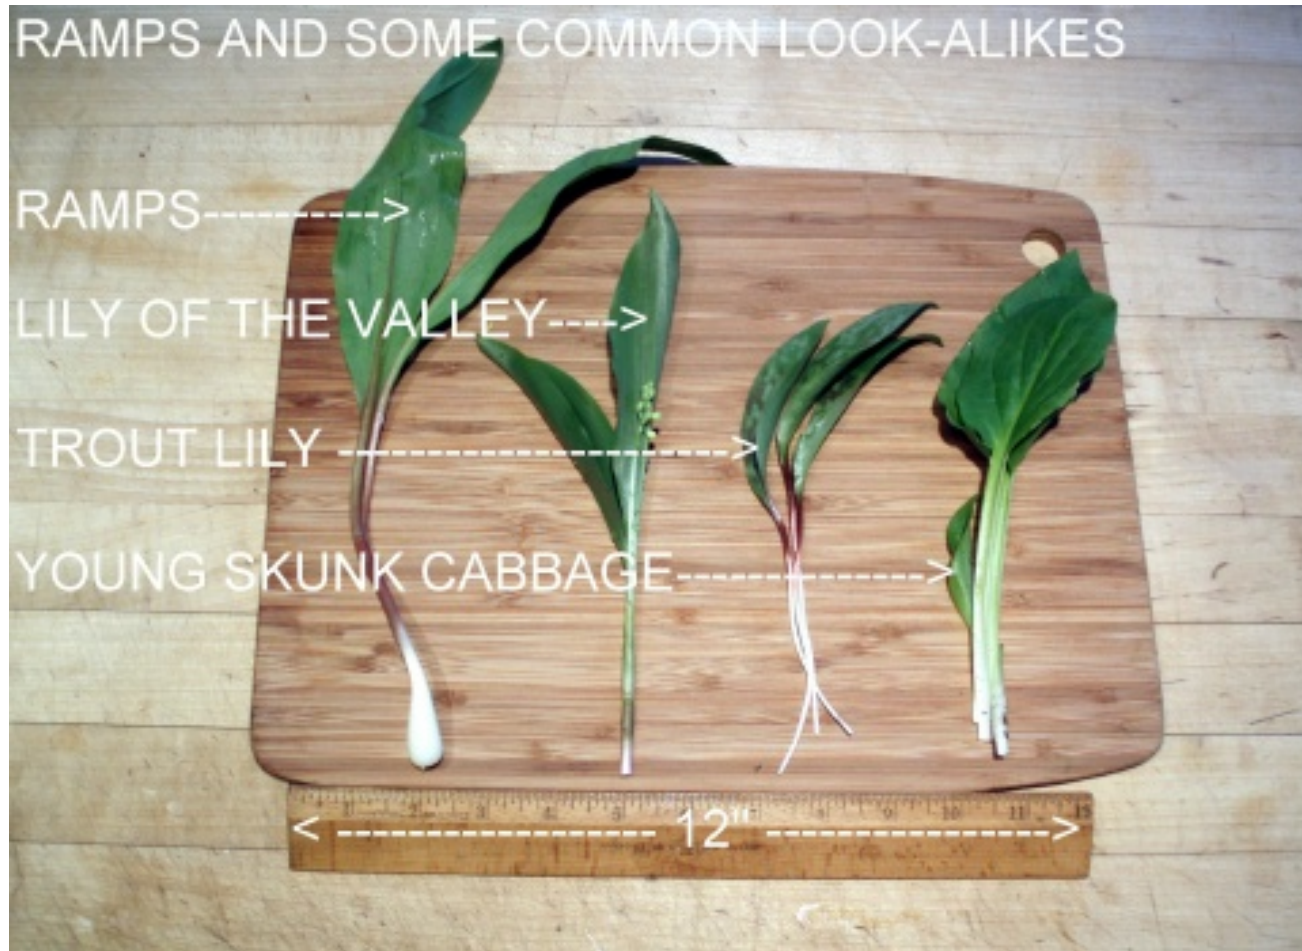 RAMPS AND SOME COMMON LOOK-ALIKES
RAMPS---------->
LILY OF THE VALLEY---->
TROUT LILY ------------------->
YOUNG SKUNK CABBAGE------------->
<--------------- 12" --------------->